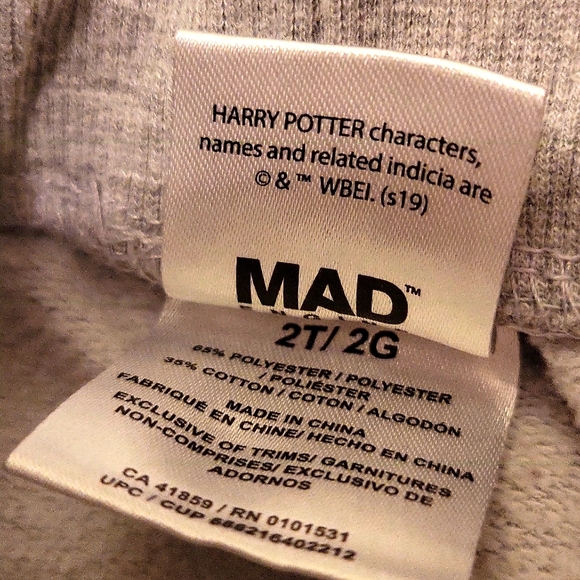 HARRY POTTER characters,
names and related indicia are
© & ™ WBEI. (s19)
MAD™
2T/ 2G
65% POLYESTER / POLYESTER
/ POLIÉSTER
35% COTTON / COTON / ALGODÓN
MADE IN CHINA
FABRIQUÉ EN CHINE/ HECHO EN CHINA
EXCLUSIVE OF TRIMS/ GARNITURES
NON-COMPRISES/ EXCLUSIVO DE
ADORNOS
CA 41859 / RN 0101531
UPC / CUP